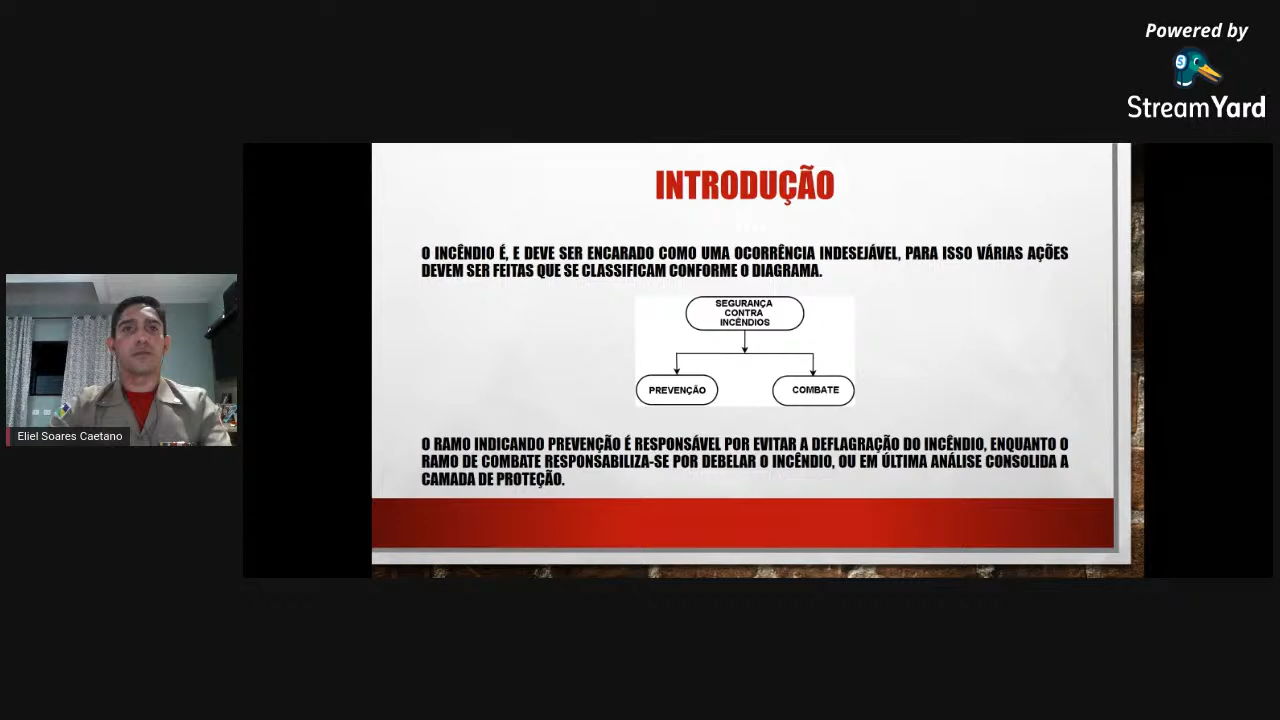 Powered by
StreamYard
INTRODUÇÃO
O INCÊNDIO É, E DEVE SER ENCARADO COMO UMA OCORRÊNCIA INDESEJÁVEL, PARA ISSO VÁRIAS AÇÕES
DEVEM SER FEITAS QUE SE CLASSIFICAM CONFORME O DIAGRAMA.
SEGURANÇA
CONTRA
INCÊNDIOS
PREVENÇÃO
COMBATE
O RAMO INDICANDO PREVENÇÃO É RESPONSÁVEL POR EVITAR A DEFLAGRAÇÃO DO INCÊNDIO, ENQUANTO O
RAMO DE COMBATE RESPONSABILIZA-SE POR DEBELAR O INCÊNDIO, OU EM ÚLTIMA ANÁLISE CONSOLIDA A
CAMADA DE PROTEÇÃO.
Eliel Soares Caetano